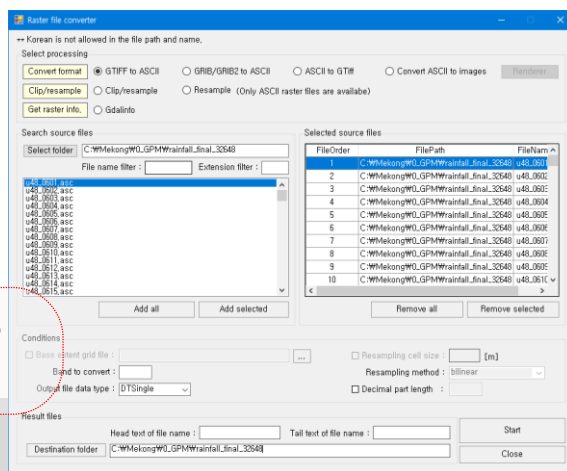 Raster file converter
** Korean is not allowed in the file path and name,
Select processing
Convert format GTIFF to ASCII GRIB/GRIB2 to ASCII ASCII to GTiff Convert ASCII to images Renderer
Clip/resample Clip/resample Resample (Only ASCII raster files are availabe)
Get raster info, Gdalinfo
Search source files
Select folder C:₩Mekong₩0_GPM₩rainfall_final_32648
File name filter : Extension filter :
u48_0601,asc
u48_0602,asc
u48_0603,asc
u48_0604,asc
u48_0605,asc
u48_0606,asc
u48_0607,asc
u48_0608,asc
u48_0609,asc
u48_0610,asc
u48_0611,asc
u48_0612,asc
u48_0613,asc
u48_0614,asc
u48_0615,asc
Add all Add selected
Selected source files
FileOrder FilePath FileNam
1 C:₩Mekong₩0_GPM₩rainfall_final_32648 u48_0601
2 C:₩Mekong₩0_GPM₩rainfall_final_32648 u48_0602
3 C:₩Mekong₩0_GPM₩rainfall_final_32648 u48_0603
4 C:₩Mekong₩0_GPM₩rainfall_final_32648 u48_0604
5 C:₩Mekong₩0_GPM₩rainfall_final_32648 u48_0605
6 C:₩Mekong₩0_GPM₩rainfall_final_32648 u48_0606
7 C:₩Mekong₩0_GPM₩rainfall_final_32648 u48_0607
8 C:₩Mekong₩0_GPM₩rainfall_final_32648 u48_0608
9 C:₩Mekong₩0_GPM₩rainfall_final_32648 u48_0609
10 C:₩Mekong₩0_GPM₩rainfall_final_32648 u48_0610
Remove all Remove selected
Conditions
Base extent grid file : ... Resampling cell size : [m]
Band to convert : Resampling method : bilinear
Output file data type : DTSingle Decimal part length :
Result files
Head text of file name : Tail text of file name : Start
Destination folder C:₩Mekong₩0_GPM₩rainfall_final_32648 Close